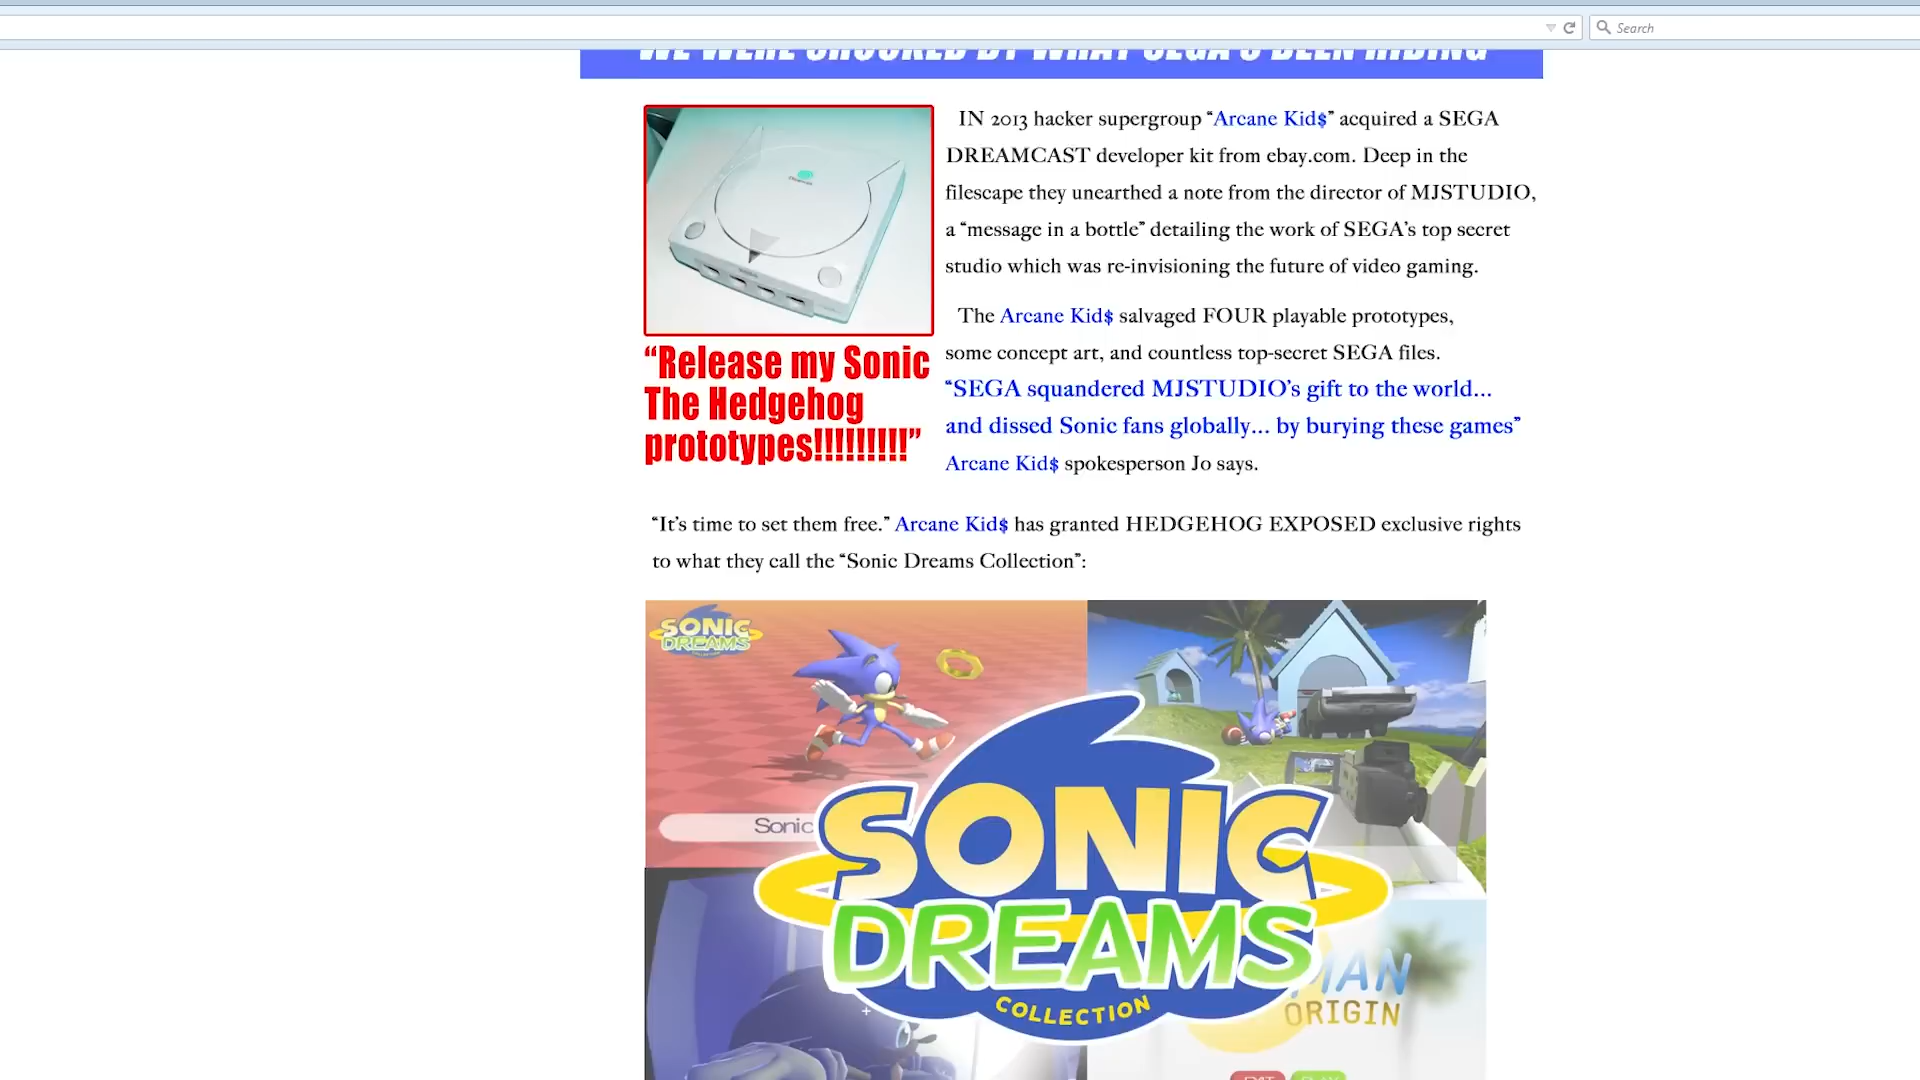 Search
WE WERE SHOCKED BY WHAT SEGA'S BEEN HIDING
IN 2013 hacker supergroup “Arcane Kid$” acquired a SEGA
DREAMCAST developer kit from ebay.com. Deep in the
filescape they unearthed a note from the director of MJSTUDIO,
a “message in a bottle” detailing the work of SEGA’s top secret
studio which was re-invisioning the future of video gaming.
The Arcane Kid$ salvaged FOUR playable prototypes,
some concept art, and countless top-secret SEGA files.
“SEGA squandered MJSTUDIO’s gift to the world...
and dissed Sonic fans globally... by burying these games”
Arcane Kid$ spokesperson Jo says.
“Release my Sonic
The Hedgehog
prototypes!!!!!!!!!”
“It’s time to set them free.” Arcane Kid$ has granted HEDGEHOG EXPOSED exclusive rights
to what they call the “Sonic Dreams Collection”:
SONIC
DREAMS
Sonic
SONIC
DREAMS
COLLECTION
MAN
ORIGIN